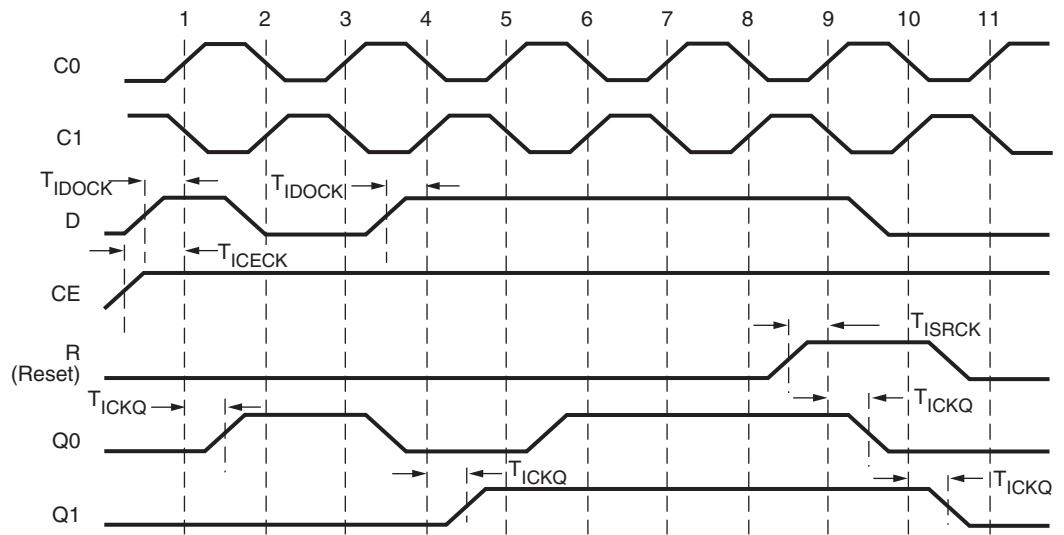 1 2 3 4 5 6 7 8 9 10 11
C0
C1
TIDOCK TIDOCK
D
TICECK
CE
TISRCK
R
(Reset)
TICKQ TICKQ
Q0
TICKQ TICKQ
Q1